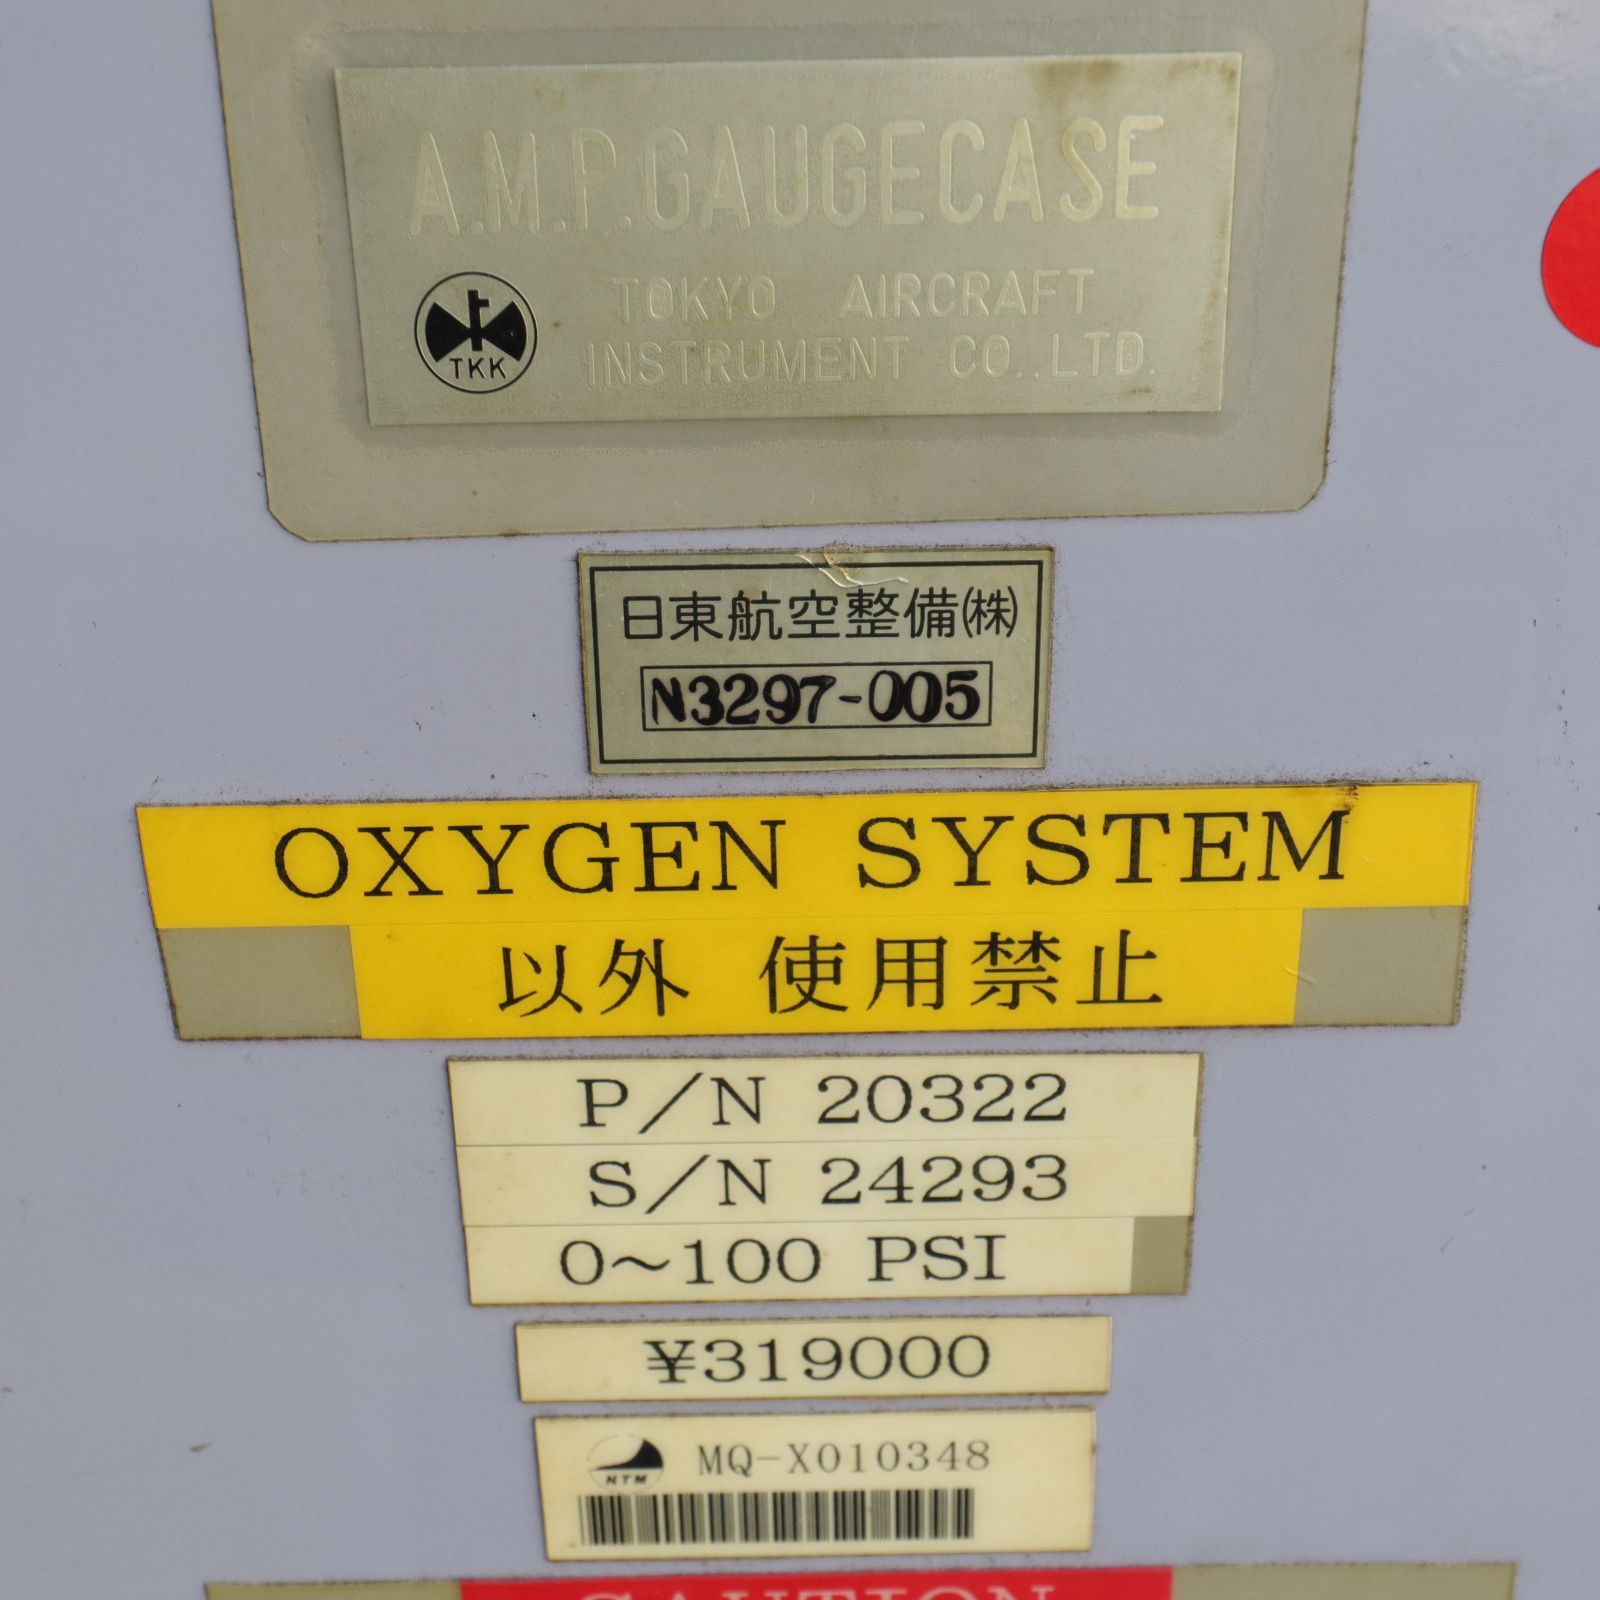 A.M.P.GAUGECASE
TOKYO AIRCRAFT
INSTRUMENT CO.,LTD.
TKK
日東航空整備(株)
N3297-005
OXYGEN SYSTEM
以外 使用禁止
P/N 20322
S/N 24293
0～100 PSI
¥319000
NTM
MQ-X010348
CAUTION